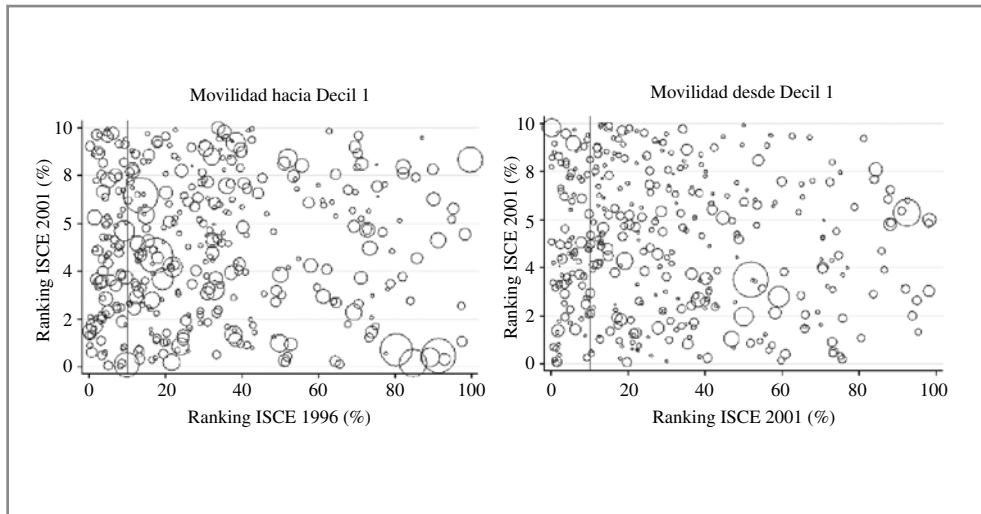 Movilidad hacia Decil 1
Ranking ISCE 2001 (%)
10
8
5
4
2
0
0 20 40 60 80 100
Ranking ISCE 1996 (%)
Movilidad desde Decil 1
Ranking ISCE 2001 (%)
10
8
5
4
2
0
0 20 40 60 80 100
Ranking ISCE 2001 (%)